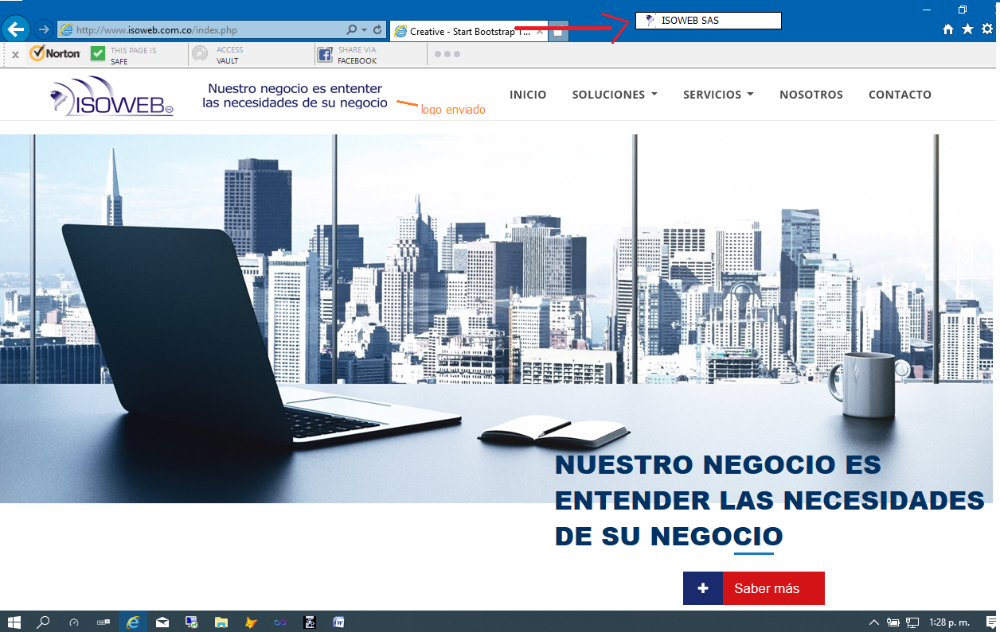 ISOWEB SAS
http://www.isoweb.com.co/index.php
Creative - Start Bootstrap T...
Norton
THIS PAGE IS
SAFE
ACCESS
VAULT
SHARE VIA
FACEBOOK
ISOWEB
Nuestro negocio es ententer
las necesidades de su negocio
logo enviado
INICIO
SOLUCIONES
SERVICIOS
NOSOTROS
CONTACTO
NUESTRO NEGOCIO ES
ENTENDER LAS NECESIDADES
DE SU NEGOCIO
+ Saber más
1:28 p. m.